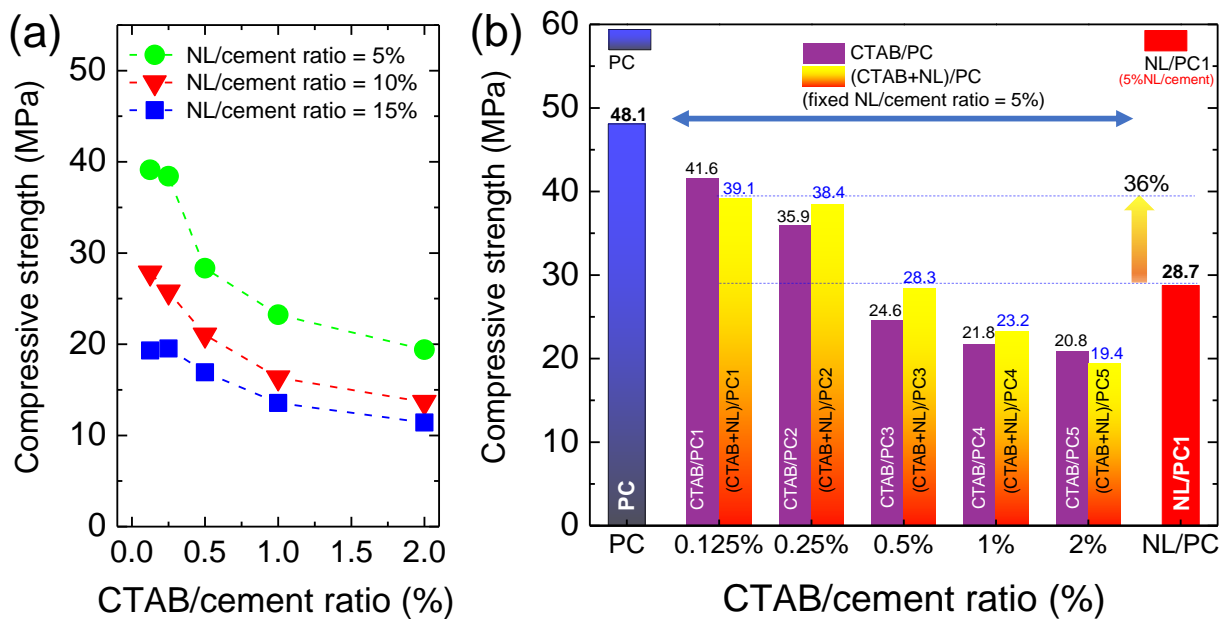 (a)
NL/cement ratio = 5%
NL/cement ratio = 10%
NL/cement ratio = 15%
Compressive strength (MPa)
50
40
30
20
10
0
0.0
0.5
1.0
1.5
2.0
CTAB/cement ratio (%)
(b)
Compressive strength (MPa)
60
50
40
30
20
10
0
PC
CTAB/PC
(CTAB+NL)/PC
(fixed NL/cement ratio = 5%)
NL/PC1
(5%NL/cement)
48.1
41.6
39.1
35.9
38.4
24.6
28.3
21.8
23.2
20.8
19.4
36%
28.7
PC
CTAB/PC1
(CTAB+NL)/PC1
CTAB/PC2
(CTAB+NL)/PC2
CTAB/PC3
(CTAB+NL)/PC3
CTAB/PC4
(CTAB+NL)/PC4
CTAB/PC5
(CTAB+NL)/PC5
NL/PC1
PC
0.125%
0.25%
0.5%
1%
2%
NL/PC
CTAB/cement ratio (%)